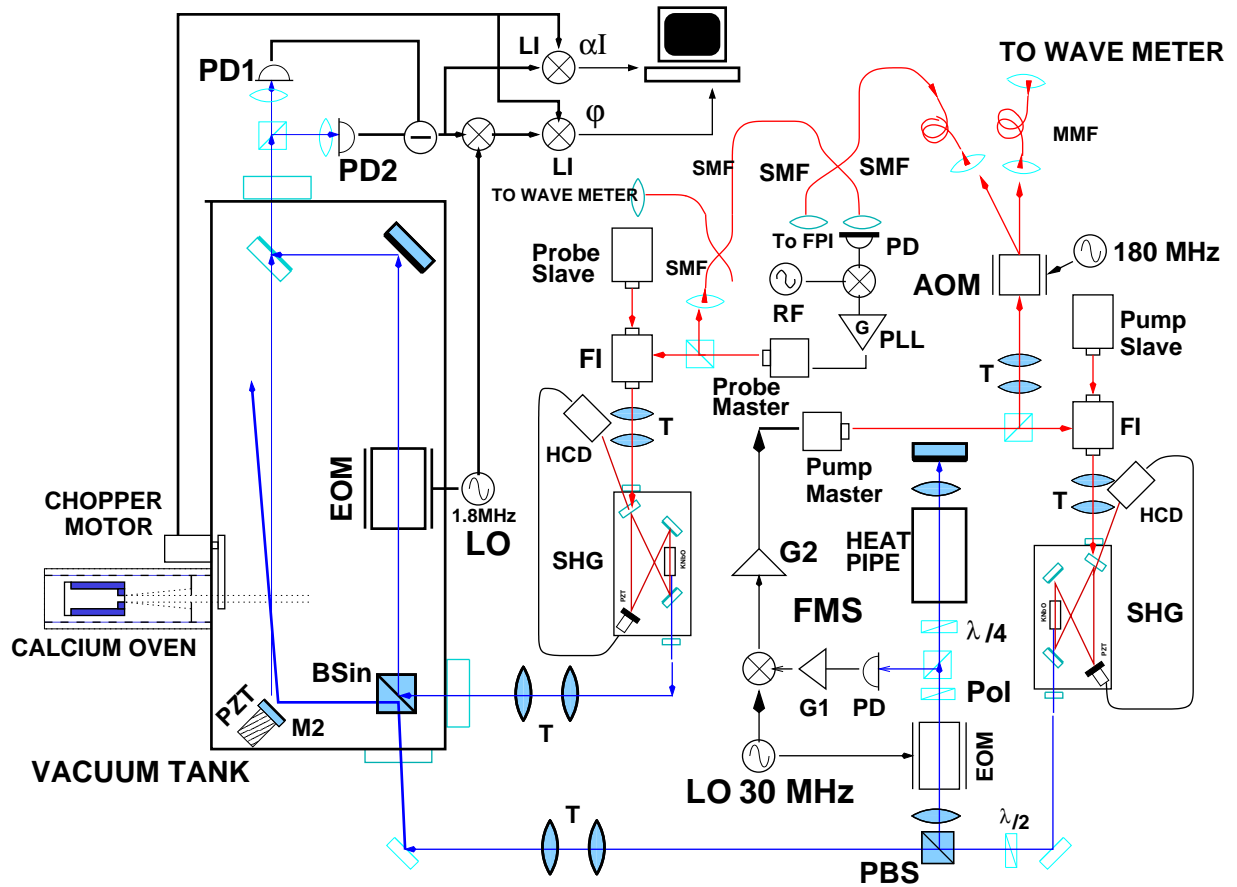 LI
αI
PD1
TO WAVE METER
φ
PD2
LI
MMF
SMF
SMF
SMF
TO WAVE METER
Probe
Slave
To FPI
PD
SMF
180 MHz
AOM
RF
G
PLL
Pump
Slave
FI
T
Probe
Master
T
FI
HCD
Pump
Master
T
HCD
EOM
CHOPPER
MOTOR
1.8MHz
LO
SHG
KNbO
PZT
G2
HEAT
PIPE
FMS
KNbO
PZT
SHG
λ/4
CALCIUM OVEN
BSin
G1
PD
Pol
PZT
M2
T
VACUUM TANK
EOM
LO 30 MHz
T
λ/2
PBS